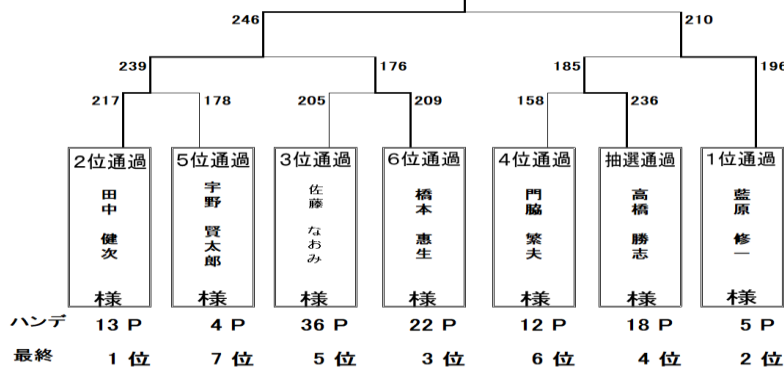 246 210
239 176 185 196
217 178 205 209 158 236
2位通過 5位通過 3位通過 6位通過 4位通過 抽選通過 1位通過
田中 健次 宇野 賢太郎 佐藤 なおみ 橋本 恵生 門脇 繁夫 高橋 勝志 藍原 修一
様 様 様 様 様 様 様
ハンデ 13 P 4 P 36 P 22 P 12 P 18 P 5 P
最終 1 位 7 位 5 位 3 位 6 位 4 位 2 位